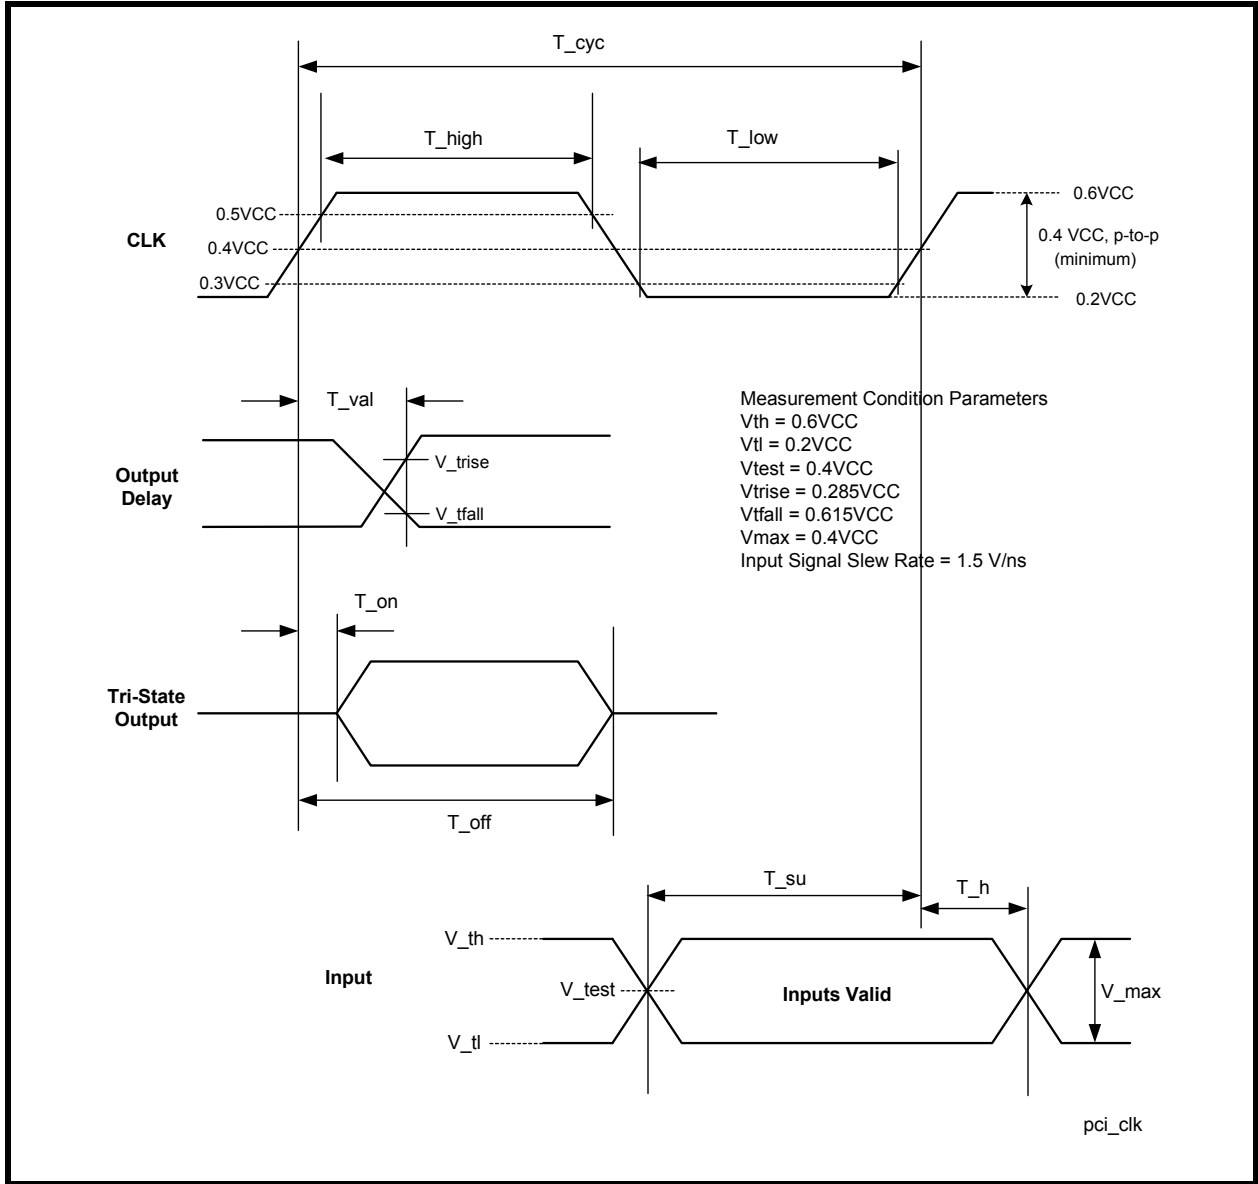 T_cyc
T_high
T_low
0.5VCC
0.6VCC
CLK
0.4VCC
0.4 VCC, p-to-p
(minimum)
0.3VCC
0.2VCC
T_val
Output
Delay
V_trise
V_tfall
Measurement Condition Parameters
Vth = 0.6VCC
Vtl = 0.2VCC
Vtest = 0.4VCC
Vtrise = 0.285VCC
Vtfall = 0.615VCC
Vmax = 0.4VCC
Input Signal Slew Rate = 1.5 V/ns
T_on
Tri-State
Output
T_off
T_su
T_h
V_th
Input
V_test
Inputs Valid
V_max
V_tl
pci_clk